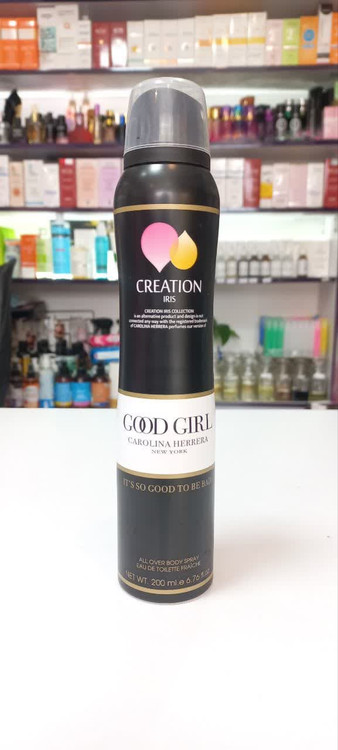 CREATION
IRIS
CREATION IRIS COLLECTION
is an alternative product and design is not
connected any way with the registered trademark
of CAROLINA HERRERA perfumes our version of
GOOD GIRL
CAROLINA HERRERA
NEW YORK
IT'S SO GOOD TO BE BAD
ALL OVER BODY SPRAY
EAU DE TOILETTE FRAICHE
NET WT. 200 ml e 6.76 fl.oz